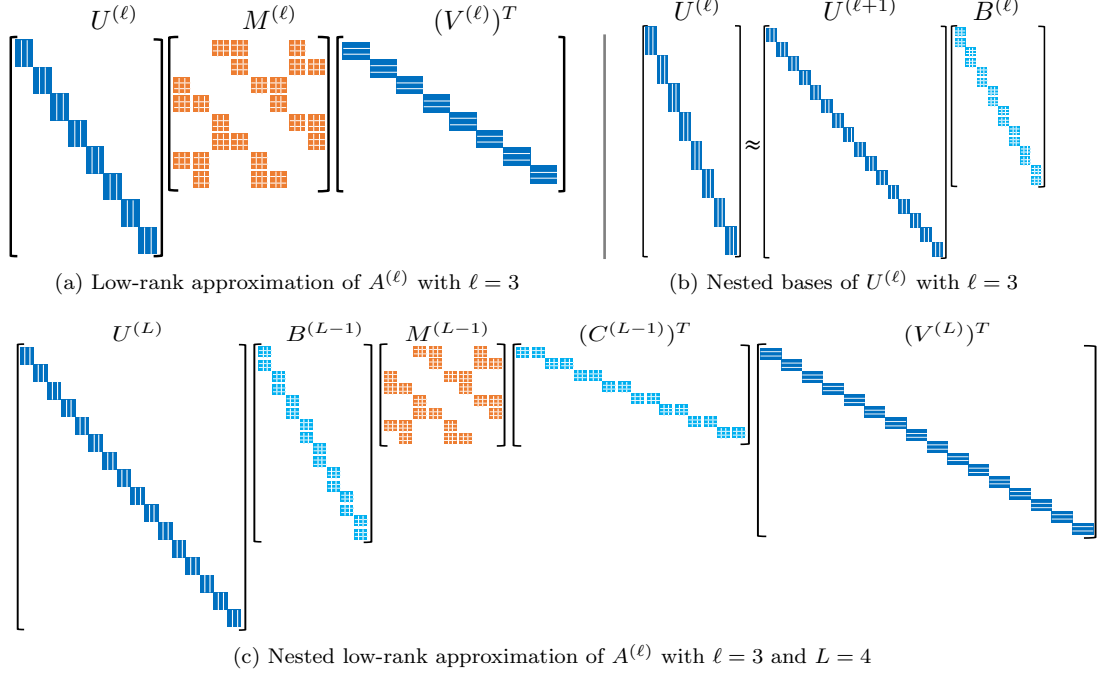 U^{(ℓ)} M^{(ℓ)} (V^{(ℓ)})^T
U^{(ℓ)} U^{(ℓ+1)} B^{(ℓ)}
≈
(a) Low-rank approximation of A^{(ℓ)} with ℓ = 3
(b) Nested bases of U^{(ℓ)} with ℓ = 3
U^{(L)} B^{(L−1)} M^{(L−1)} (C^{(L−1)})^T (V^{(L)})^T
(c) Nested low-rank approximation of A^{(ℓ)} with ℓ = 3 and L = 4